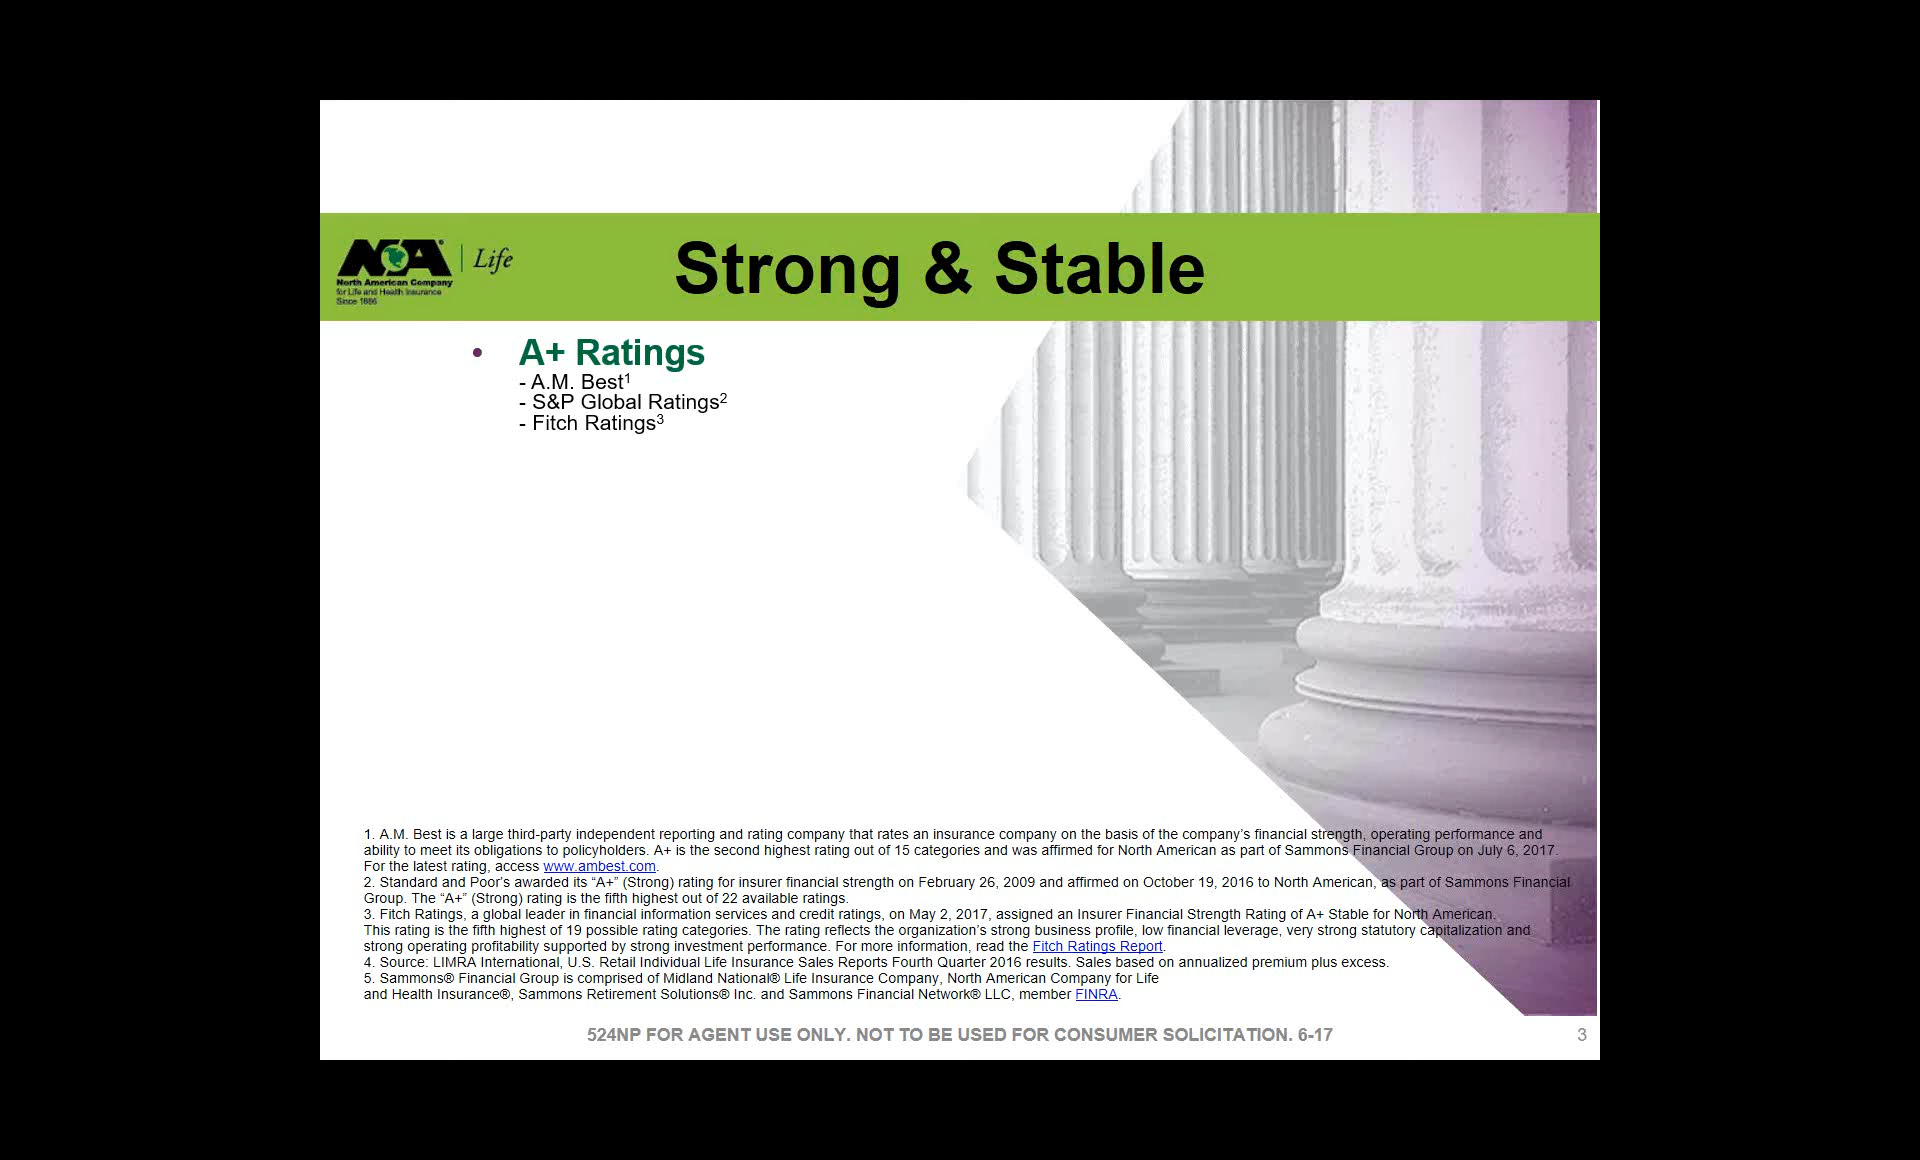 NA® | Life
North American Company
for Life and Health Insurance
Since 1886
Strong & Stable
• A+ Ratings
- A.M. Best¹
- S&P Global Ratings²
- Fitch Ratings³
1. A.M. Best is a large third-party independent reporting and rating company that rates an insurance company on the basis of the company’s financial strength, operating performance and
ability to meet its obligations to policyholders. A+ is the second highest rating out of 15 categories and was affirmed for North American as part of Sammons Financial Group on July 6, 2017.
For the latest rating, access www.ambest.com.
2. Standard and Poor’s awarded its “A+” (Strong) rating for insurer financial strength on February 26, 2009 and affirmed on October 19, 2016 to North American, as part of Sammons Financial
Group. The “A+” (Strong) rating is the fifth highest out of 22 available ratings.
3. Fitch Ratings, a global leader in financial information services and credit ratings, on May 2, 2017, assigned an Insurer Financial Strength Rating of A+ Stable for North American.
This rating is the fifth highest of 19 possible rating categories. The rating reflects the organization’s strong business profile, low financial leverage, very strong statutory capitalization and
strong operating profitability supported by strong investment performance. For more information, read the Fitch Ratings Report.
4. Source: LIMRA International, U.S. Retail Individual Life Insurance Sales Reports Fourth Quarter 2016 results. Sales based on annualized premium plus excess.
5. Sammons® Financial Group is comprised of Midland National® Life Insurance Company, North American Company for Life
and Health Insurance®, Sammons Retirement Solutions® Inc. and Sammons Financial Network® LLC, member FINRA.
524NP FOR AGENT USE ONLY. NOT TO BE USED FOR CONSUMER SOLICITATION. 6-17
3